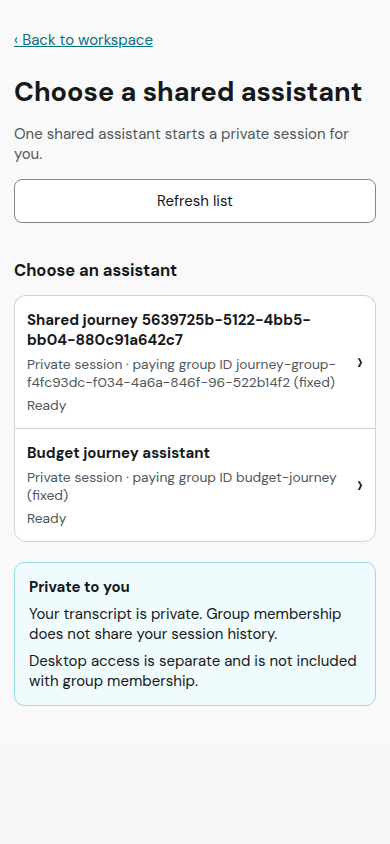 ‹ Back to workspace
Choose a shared assistant
One shared assistant starts a private session for
you.
Refresh list
Choose an assistant
Shared journey 5639725b-5122-4bb5-
bb04-880c91a642c7
Private session · paying group ID journey-group-
f4fc93dc-f034-4a6a-846f-96-522b14f2 (fixed)
Ready
›
Budget journey assistant
Private session · paying group ID budget-journey
(fixed)
Ready
›
Private to you
Your transcript is private. Group membership
does not share your session history.
Desktop access is separate and is not included
with group membership.